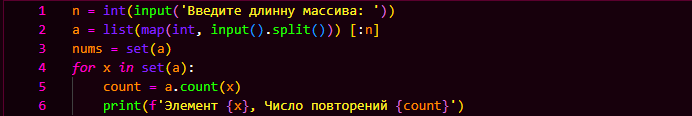 1 n = int(input('Введите длинну массива: '))
2 a = list(map(int, input().split())) [:n]
3 nums = set(a)
4 for x in set(a):
5     count = a.count(x)
6     print(f'Элемент {x}, Число повторений {count}')